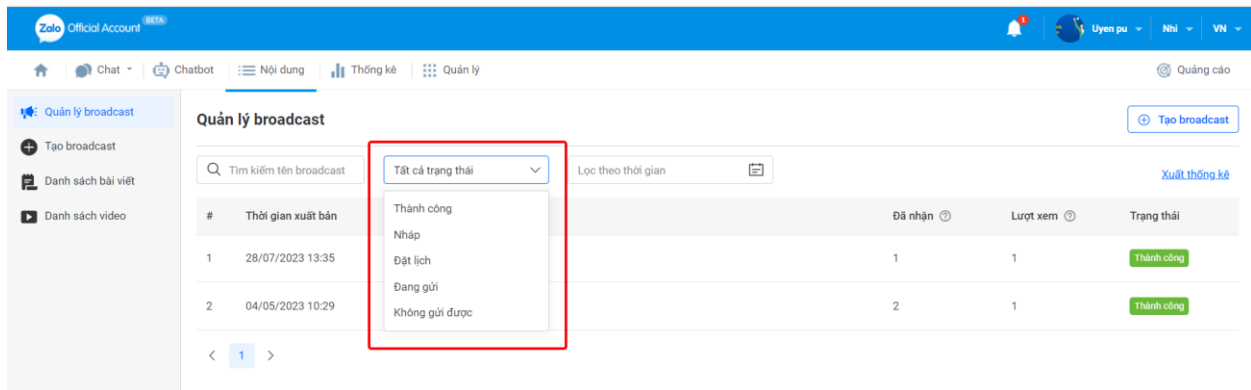 Zalo Official Account BETA
1 Uyen pu Nhi VN
Chat Chatbot Nội dung Thống kê Quản lý Quảng cáo
Quản lý broadcast
Tạo broadcast
Danh sách bài viết
Danh sách video
Quản lý broadcast
Tạo broadcast
Tìm kiếm tên broadcast Tất cả trạng thái Lọc theo thời gian Xuất thống kê
# Thời gian xuất bản Đã nhận Lượt xem Trạng thái
Thành công
Nháp
Đặt lịch
Đang gửi
Không gửi được
1 28/07/2023 13:35 1 1 Thành công
2 04/05/2023 10:29 2 1 Thành công
< 1 >